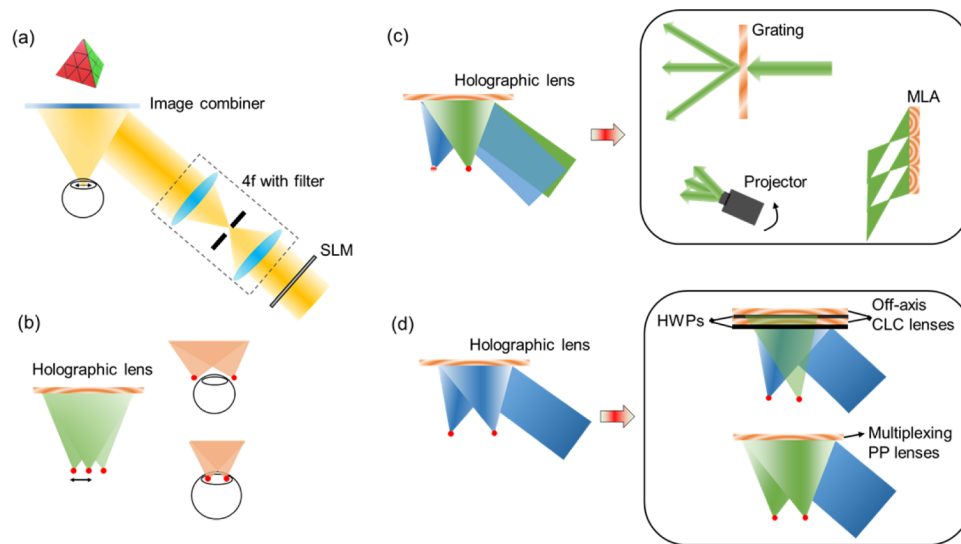 (a)
Image combiner
4f with filter
SLM
(b)
Holographic lens
(c)
Holographic lens
Grating
MLA
Projector
(d)
Holographic lens
HWPs
Off-axis
CLC lenses
Multiplexing
PP lenses